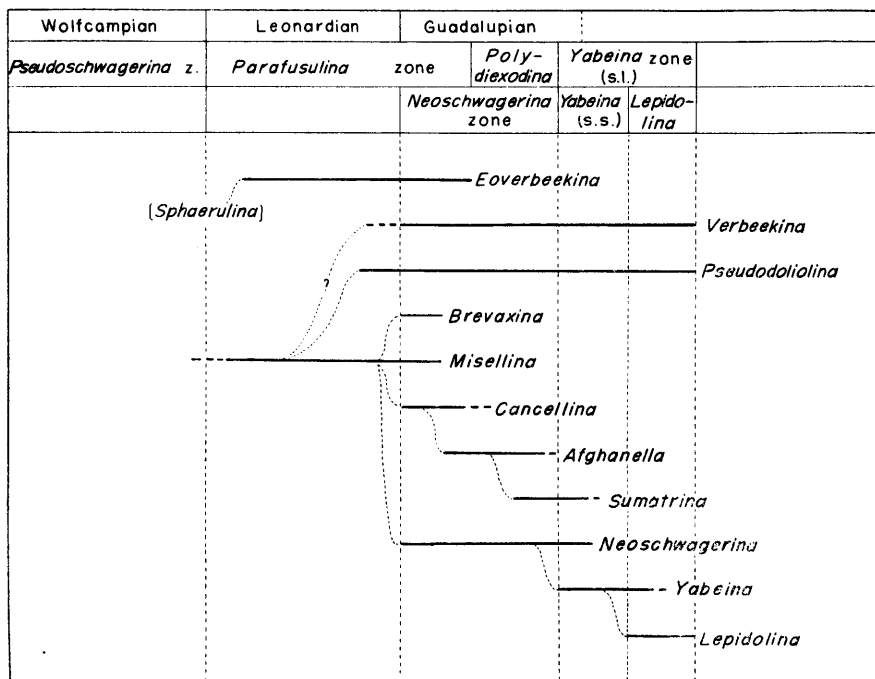 Wolfcampian Leonardian Guadalupian
Pseudoschwagerina z. Parafusulina zone Poly-
diexodina Yabeina zone
(s.l.)
Neoschwagerina
zone Yabeina
(s.s.) Lepido-
lina
Eoverbeekina
(Sphaerulina)
Verbeekina
Pseudodoliolina
?
Brevaxina
Misellina
Cancellina
Afghanella
Sumatrina
Neoschwagerina
Yabeina
Lepidolina